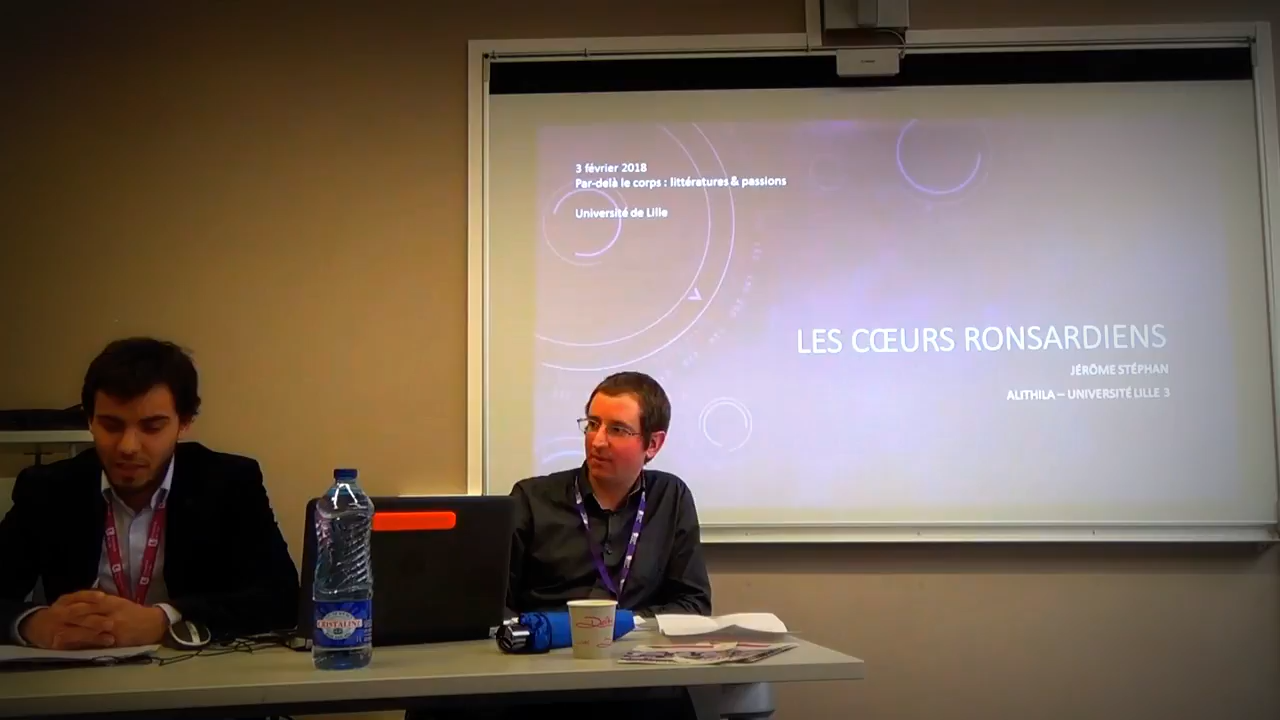 3 février 2018
Par-delà le corps : littératures & passions
Université de Lille
LES CŒURS RONSARDIENS
JÉRÔME STÉPHAN
ALITHILA – UNIVERSITÉ LILLE 3
CRISTALINE